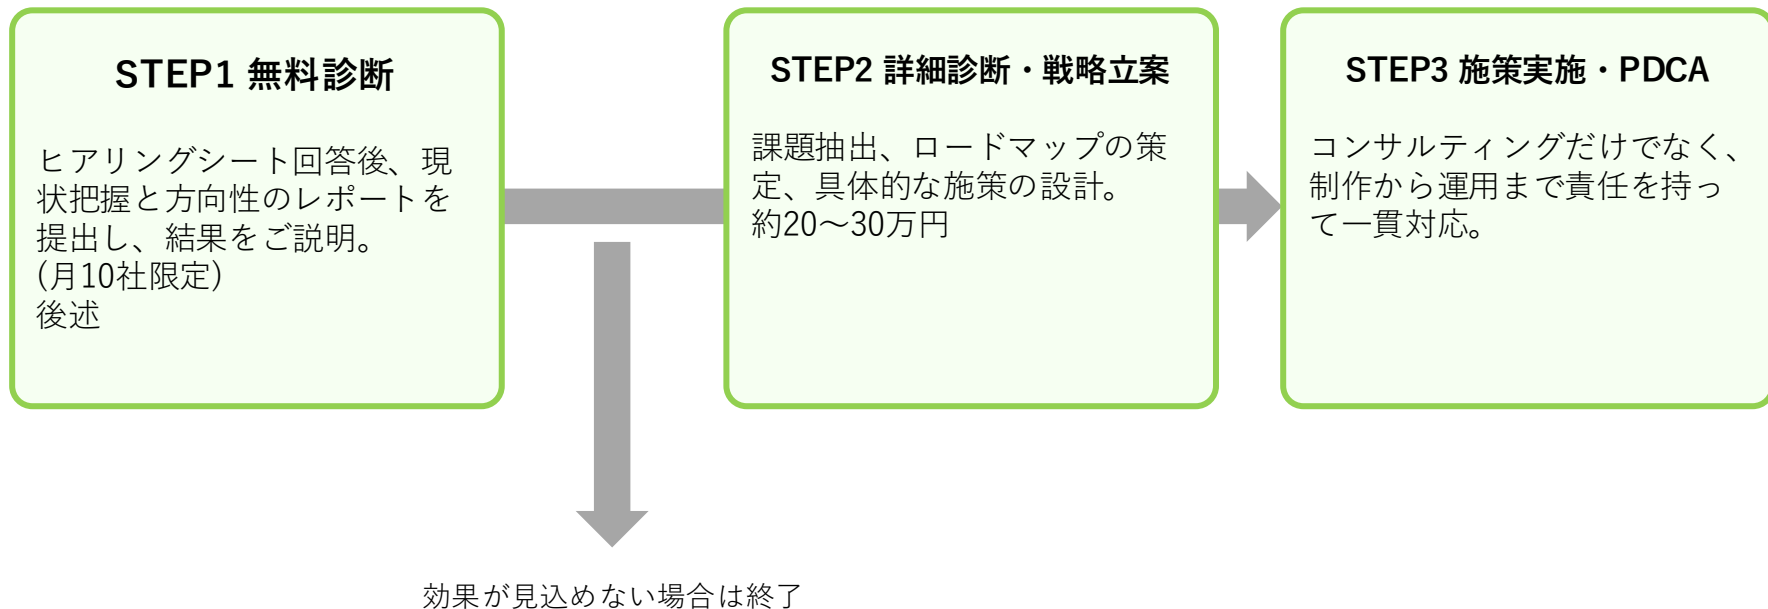 STEP1 無料診断
ヒアリングシート回答後、現
状把握と方向性のレポートを
提出し、結果をご説明。
(月10社限定)
後述
STEP2 詳細診断・戦略立案
課題抽出、ロードマップの策
定、具体的な施策の設計。
約20～30万円
STEP3 施策実施・PDCA
コンサルティングだけでなく、
制作から運用まで責任を持っ
て一貫対応。
効果が見込めない場合は終了